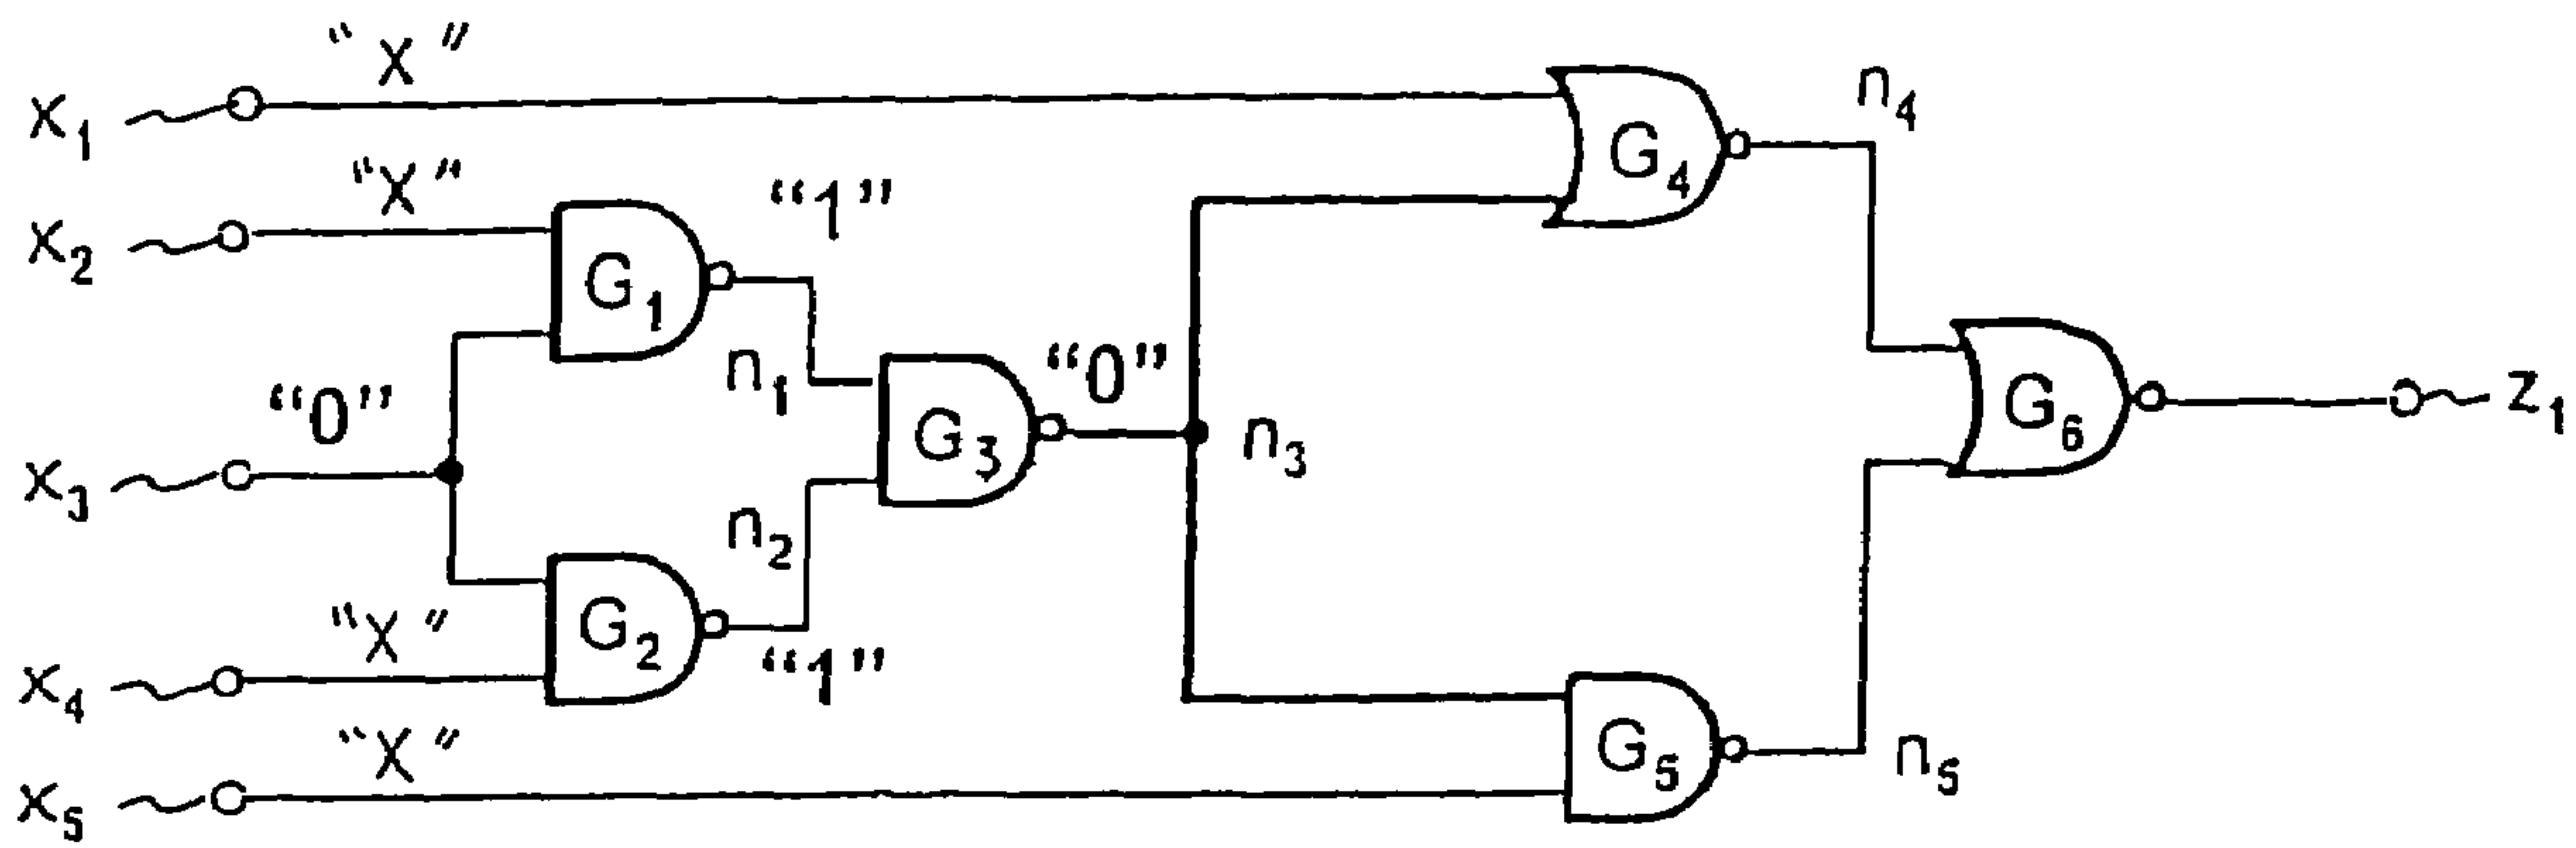 x₁ “X” G₄ n₄
x₂ “X” G₁ “1”
n₁ “0” G₃ n₃ G₆ z₁
x₃ “0”
n₂
x₄ “X” G₂ “1”
x₅ “X” G₅ n₅